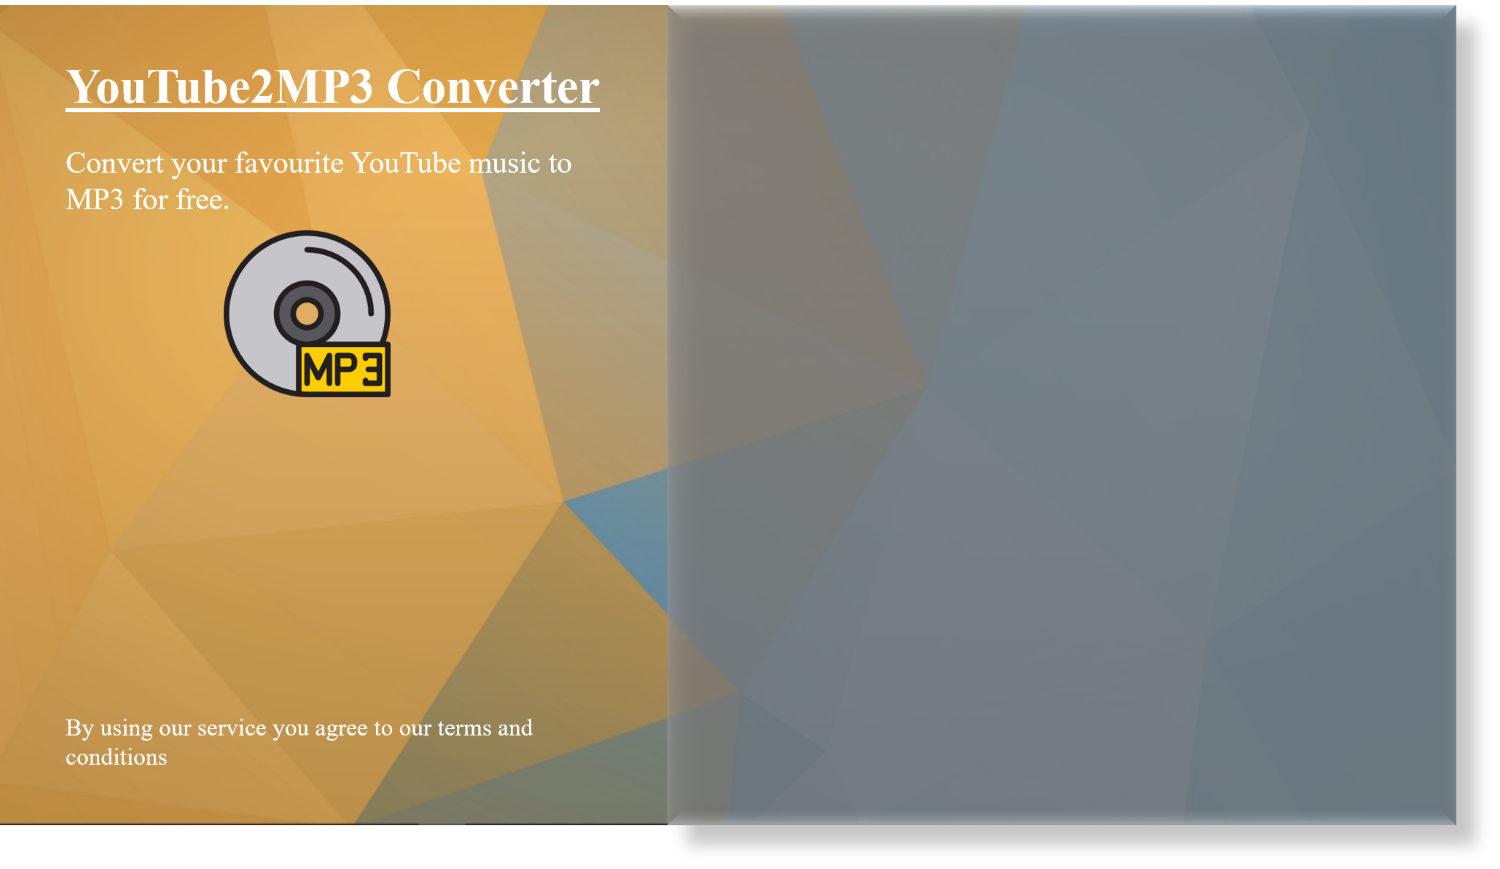 YouTube2MP3 Converter
Convert your favourite YouTube music to
MP3 for free.
MP3
By using our service you agree to our terms and
conditions